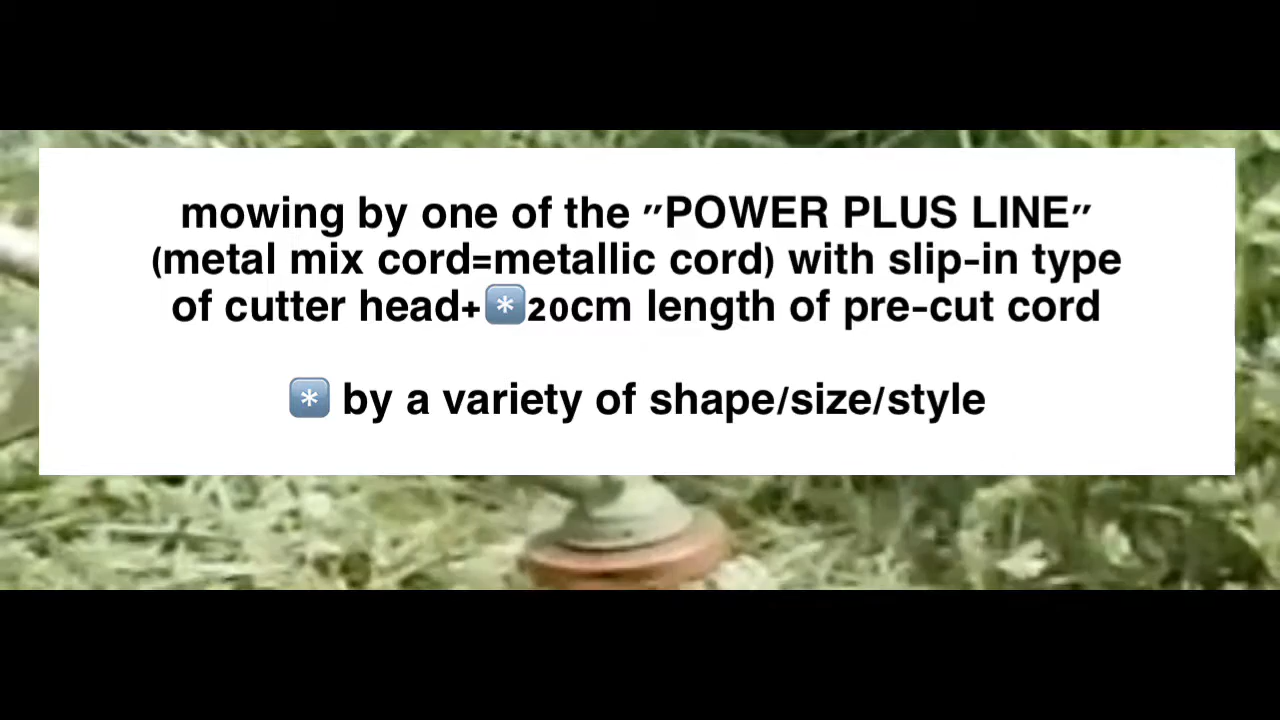 mowing by one of the ″POWER PLUS LINE″
(metal mix cord=metallic cord) with slip-in type
of cutter head+*️⃣20cm length of pre-cut cord
*️⃣ by a variety of shape/size/style